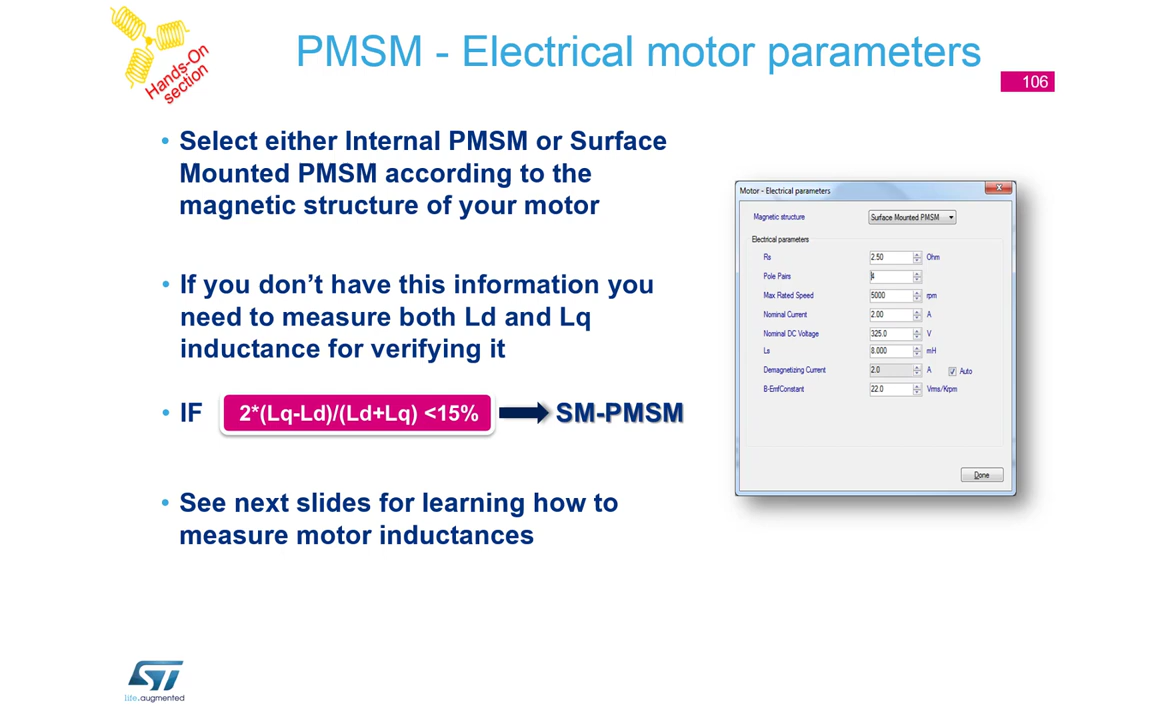 Hands-On
section
PMSM - Electrical motor parameters
106
• Select either Internal PMSM or Surface
Mounted PMSM according to the
magnetic structure of your motor
• If you don’t have this information you
need to measure both Ld and Lq
inductance for verifying it
• IF 2*(Lq-Ld)/(Ld+Lq) <15% SM-PMSM
• See next slides for learning how to
measure motor inductances
Motor - Electrical parameters x
Magnetic structure Surface Mounted PMSM
Electrical parameters
Rs 2.50 Ohm
Pole Pairs 4
Max Rated Speed 5000 rpm
Nominal Current 2.00 A
Nominal DC Voltage 325.0 V
Ls 8.000 mH
Demagnetizing Current 2.0 A Auto
B-EmfConstant 22.0 Vrms/Krpm
Done
ST
life.augmented